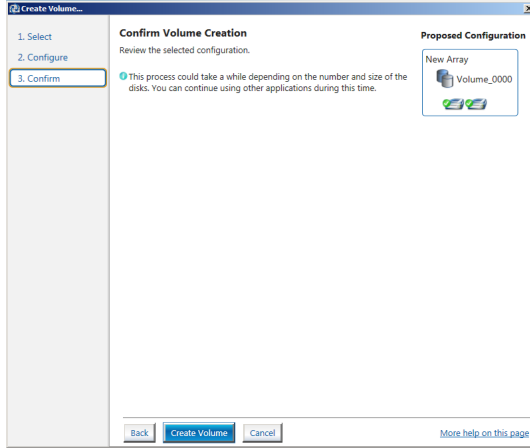 Create Volume...
1. Select
2. Configure
3. Confirm
Confirm Volume Creation
Review the selected configuration.
This process could take a while depending on the number and size of the
disks. You can continue using other applications during this time.
Proposed Configuration
New Array
Volume_0000
Back
Create Volume
Cancel
More help on this page